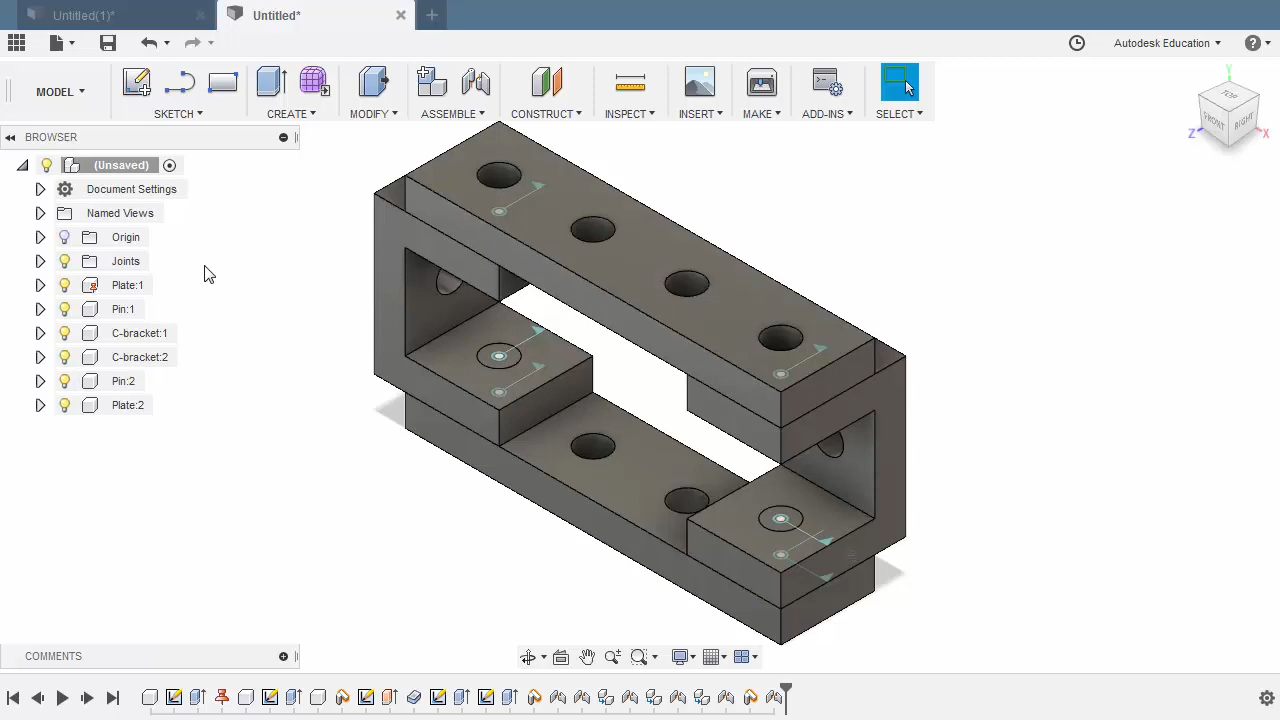 Untitled(1)*
Untitled*
Autodesk Education
MODEL
SKETCH
CREATE
MODIFY
ASSEMBLE
CONSTRUCT
INSPECT
INSERT
MAKE
ADD-INS
SELECT
Y
TOP
FRONT
RIGHT
Z
X
BROWSER
(Unsaved)
Document Settings
Named Views
Origin
Joints
Plate:1
Pin:1
C-bracket:1
C-bracket:2
Pin:2
Plate:2
COMMENTS